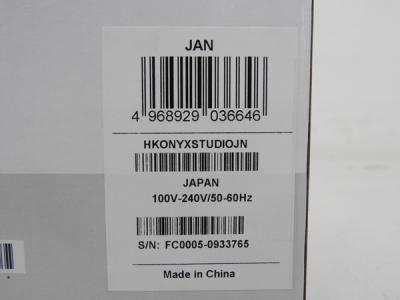 JAN
4 968929 036646
HKONYXSTUDIOJN
JAPAN
100V-240V/50-60Hz
S/N: FC0005-0933765
Made in China